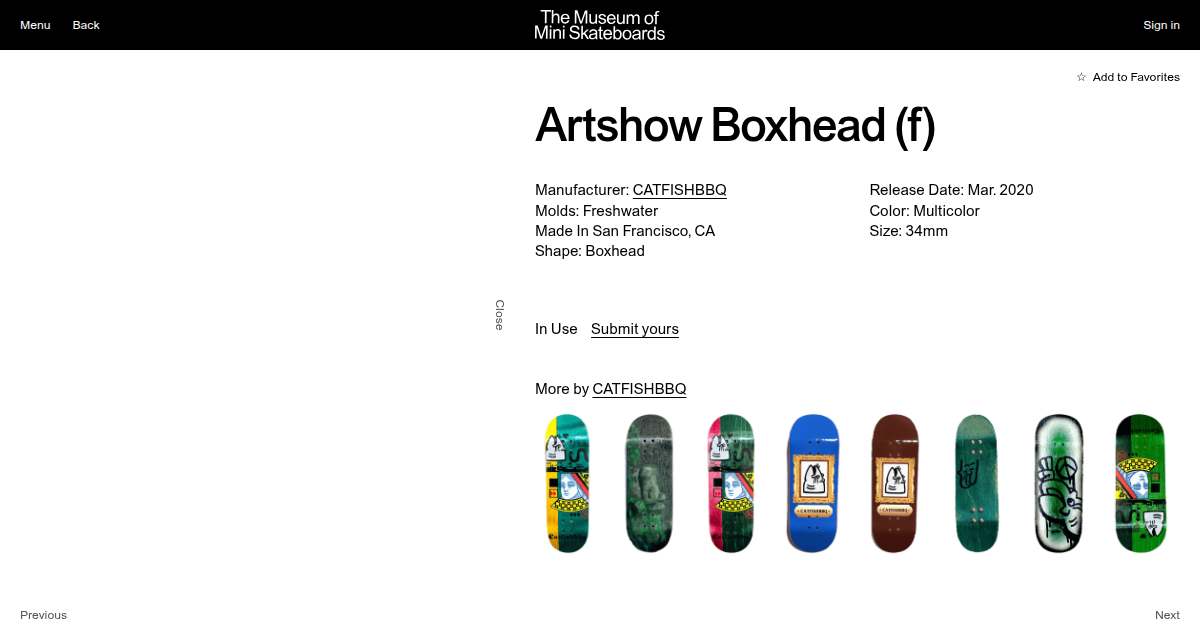 Menu
Back
The Museum of
Mini Skateboards
Sign in
☆ Add to Favorites
Artshow Boxhead (f)
Manufacturer: CATFISHBBQ
Molds: Freshwater
Made In San Francisco, CA
Shape: Boxhead
Release Date: Mar. 2020
Color: Multicolor
Size: 34mm
Close
In Use
Submit yours
More by CATFISHBBQ
CATFISHBBQ
CATFISHBBQ
Previous
Next